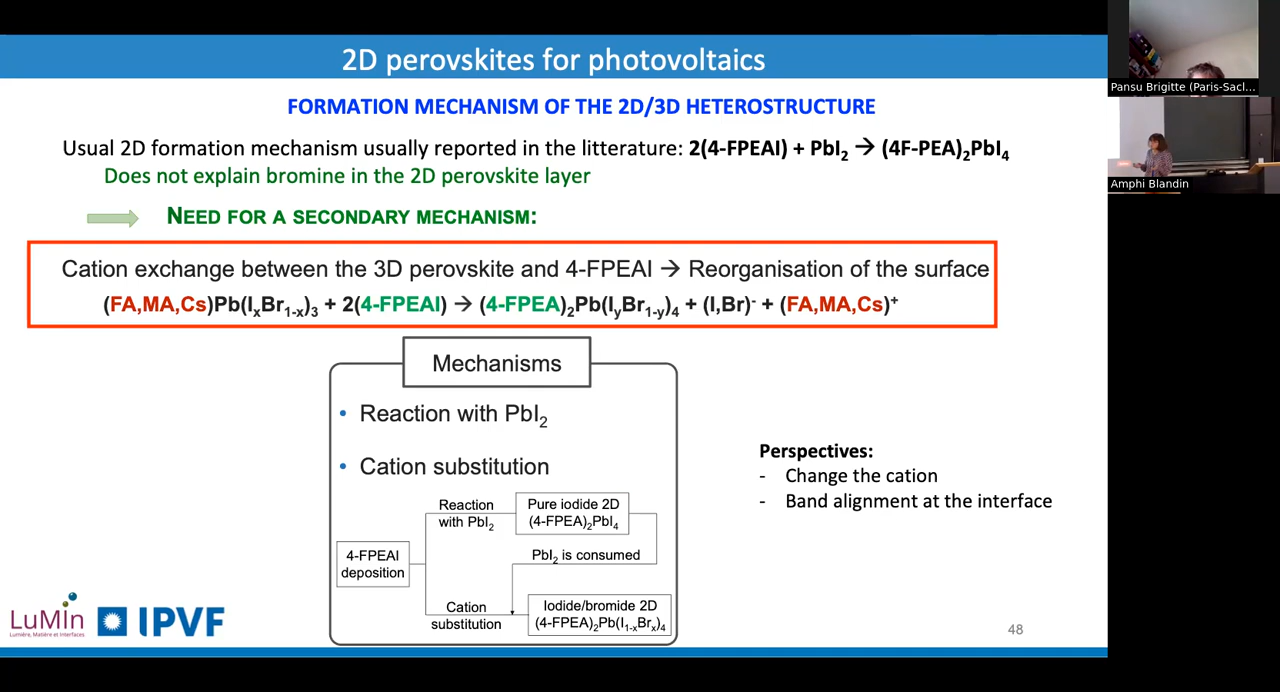 2D perovskites for photovoltaics
FORMATION MECHANISM OF THE 2D/3D HETEROSTRUCTURE
Usual 2D formation mechanism usually reported in the litterature: 2(4-FPEAI) + PbI₂ → (4F-PEA)₂PbI₄
Does not explain bromine in the 2D perovskite layer
NEED FOR A SECONDARY MECHANISM:
Cation exchange between the 3D perovskite and 4-FPEAI → Reorganisation of the surface
(FA,MA,Cs)Pb(IₓBr₁₋ₓ)₃ + 2(4-FPEAI) → (4-FPEA)₂Pb(IyBr1-y)₄ + (I,Br)⁻ + (FA,MA,Cs)⁺
Mechanisms
• Reaction with PbI₂
• Cation substitution
Reaction
with PbI₂
Pure iodide 2D
(4-FPEA)₂PbI₄
4-FPEAI
deposition
PbI₂ is consumed
Cation
substitution
Iodide/bromide 2D
(4-FPEA)₂Pb(I₁₋ₓBrₓ)₄
Perspectives:
- Change the cation
- Band alignment at the interface
LuMIn
Lumière, Matière et Interfaces
IPVF
48
Pansu Brigitte (Paris-Sacl...
Amphi Blandin